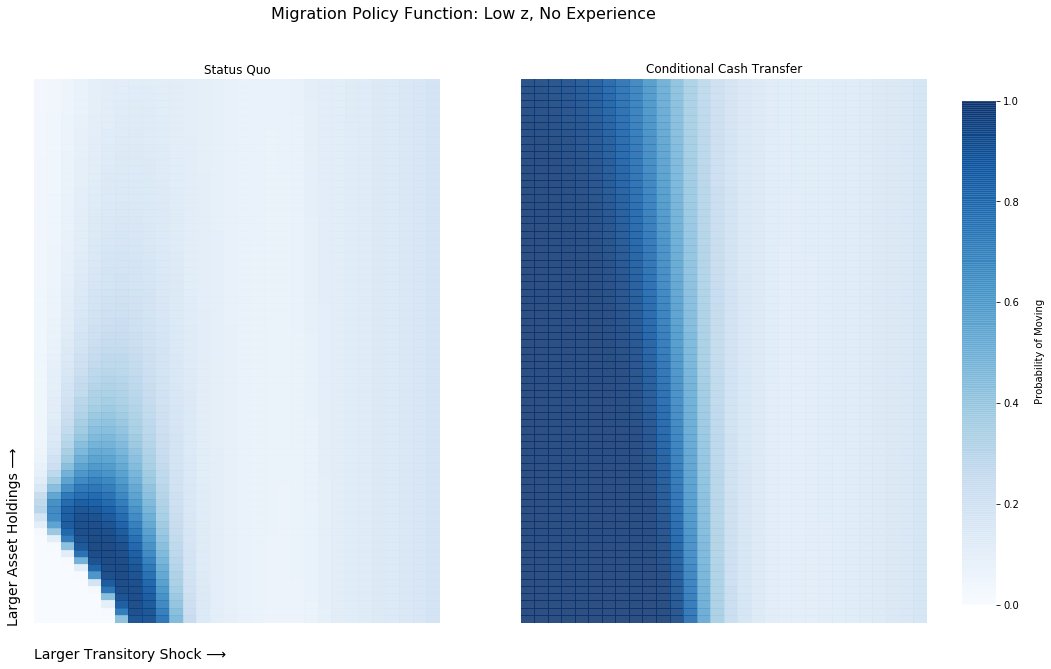 Migration Policy Function: Low z, No Experience
Status Quo
Conditional Cash Transfer
1.0
0.8
0.6
0.4
0.2
0.0
Probability of Moving
Larger Asset Holdings ⟶
Larger Transitory Shock ⟶